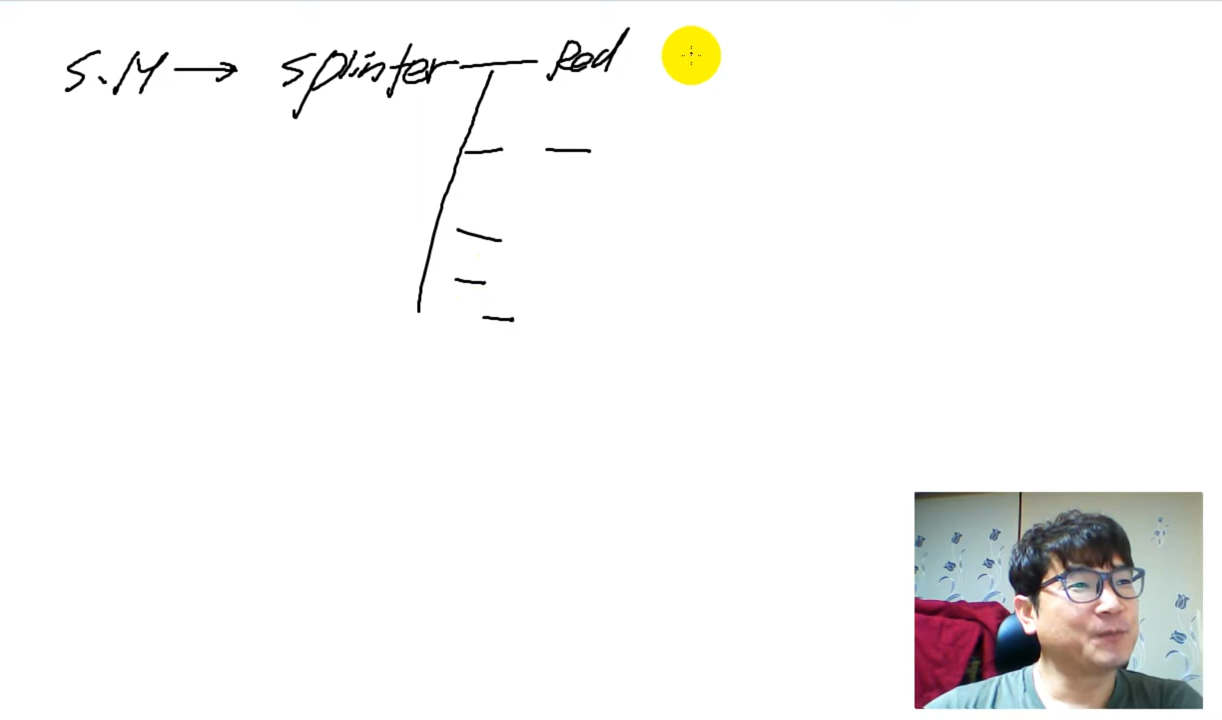 S.M → splinter — Red